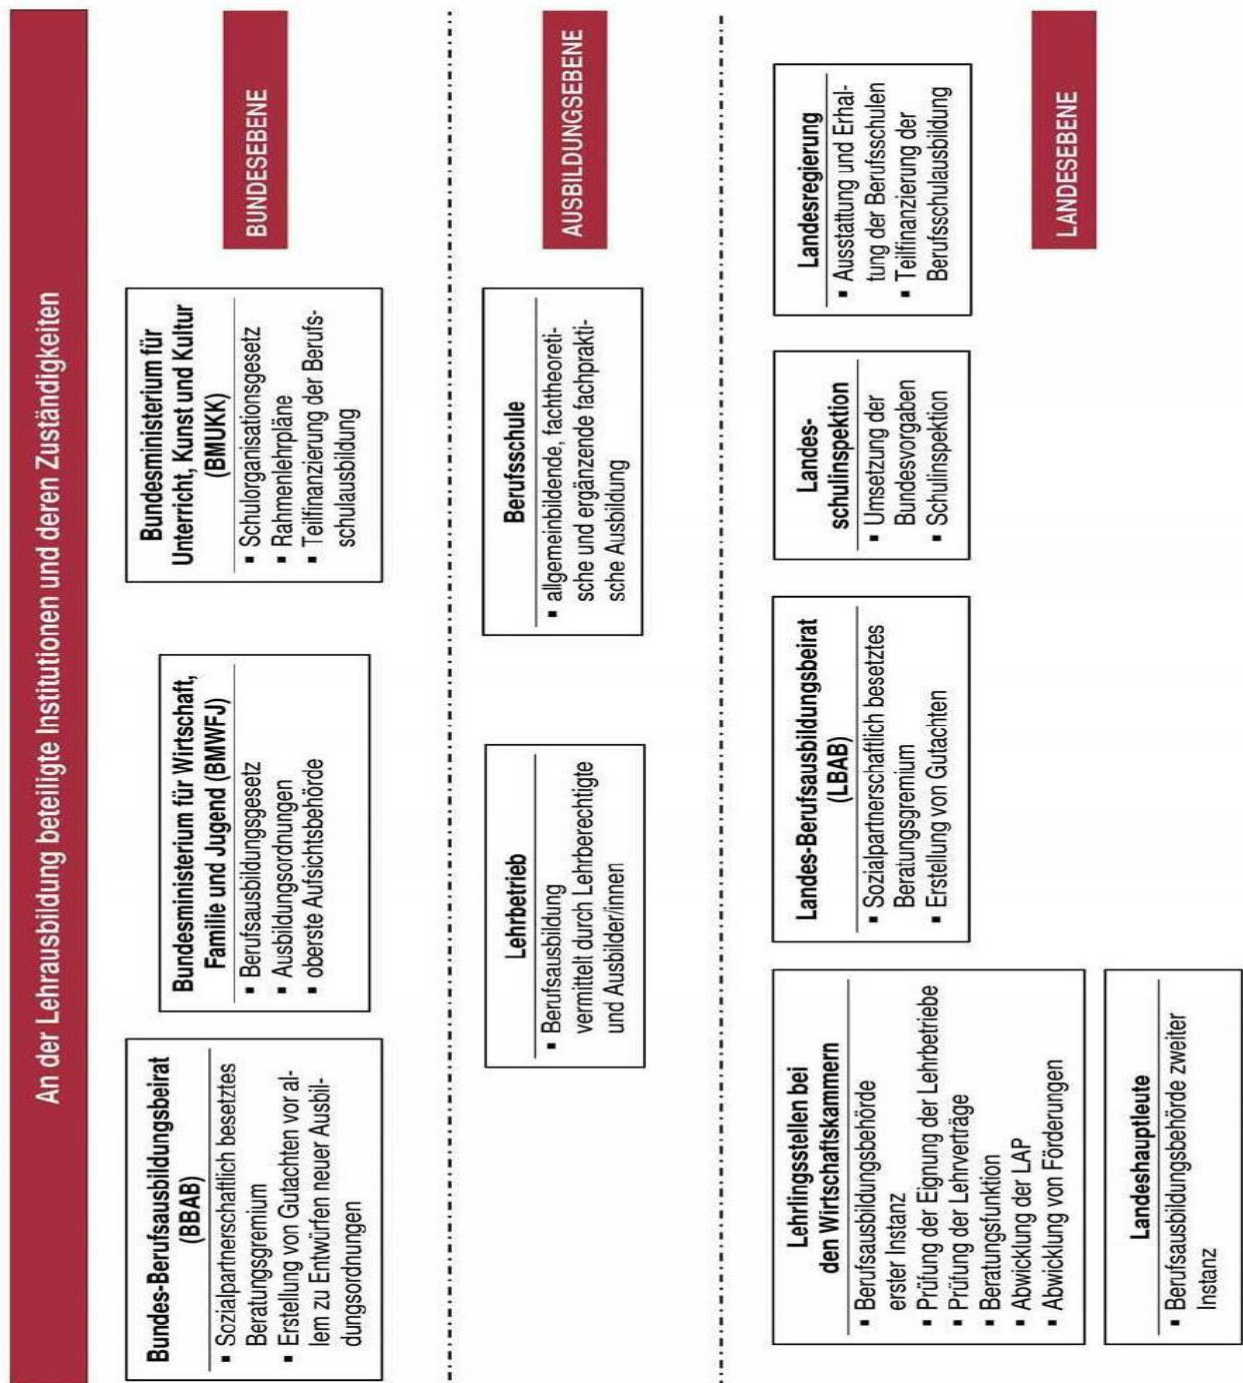 An der Lehrausbildung beteiligte Institutionen und deren Zuständigkeiten
Bundes-Berufsausbildungsbeirat
(BBAB)
▪ Sozialpartnerschaftlich besetztes
Beratungsgremium
▪ Erstellung von Gutachten vor al-
lem zu Entwürfen neuer Ausbil-
dungsordnungen
Bundesministerium für Wirtschaft,
Familie und Jugend (BMWFJ)
▪ Berufsausbildungsgesetz
▪ Ausbildungsordnungen
▪ oberste Aufsichtsbehörde
Bundesministerium für
Unterricht, Kunst und Kultur
(BMUKK)
▪ Schulorganisationsgesetz
▪ Rahmenlehrpläne
▪ Teilfinanzierung der Berufs-
schulausbildung
BUNDESEBENE
Lehrbetrieb
▪ Berufsausbildung
vermittelt durch Lehrberechtigte
und Ausbilder/innen
Berufsschule
▪ allgemeinbildende, fachtheoreti-
sche und ergänzende fachprakti-
sche Ausbildung
AUSBILDUNGSEBENE
Lehrlingsstellen bei
den Wirtschaftskammern
▪ Berufsausbildungbehörde
erster Instanz
▪ Prüfung der Eignung der Lehrbetriebe
▪ Prüfung der Lehrverträge
▪ Beratungsfunktion
▪ Abwicklung der LAP
▪ Abwicklung von Förderungen
Landes-Berufsausbildungsbeirat
(LBAB)
▪ Sozialpartnerschaftlich besetztes
Beratungsgremium
▪ Erstellung von Gutachten
Landes-
schulinspektion
▪ Umsetzung der
Bundesvorgaben
▪ Schulinspektion
Landesregierung
▪ Ausstattung und Erhal-
tung der Berufsschulen
▪ Teilfinanzierung der
Berufsschulausbildung
Landeshauptleute
▪ Berufsausbildungsbehörde zweiter
Instanz
LANDESEBENE